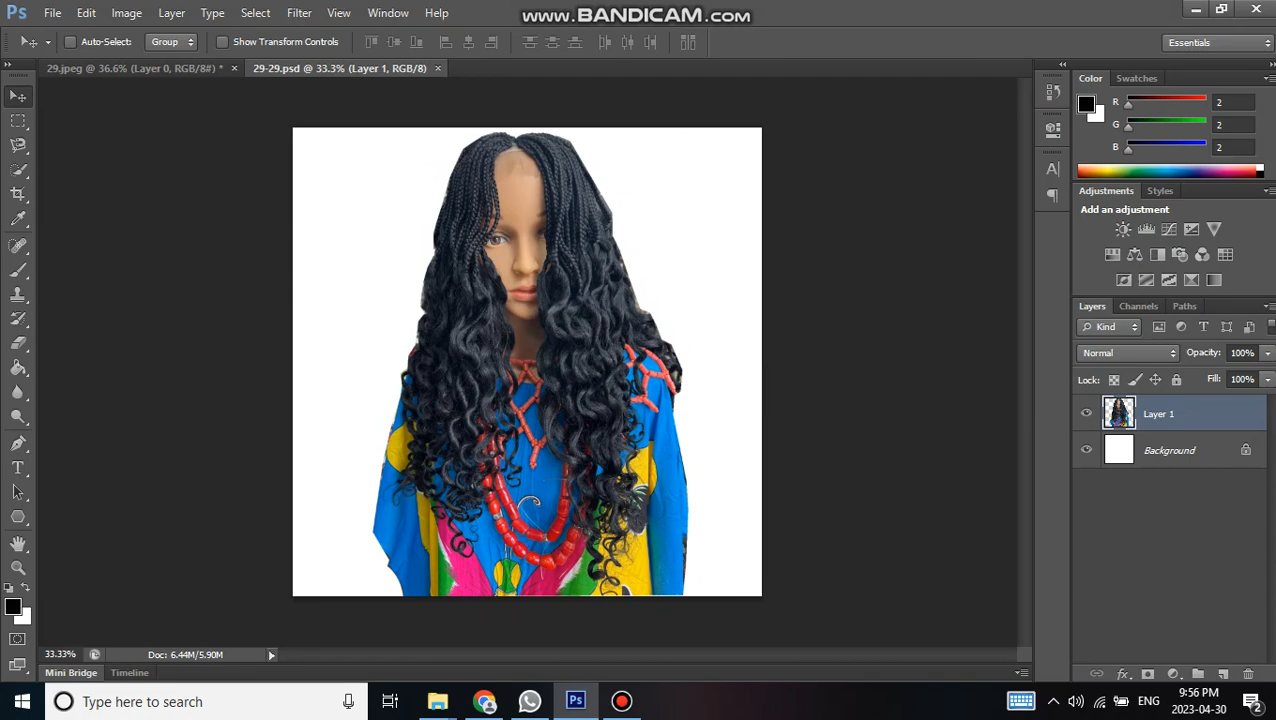 www.BANDICAM.com
Ps File Edit Image Layer Type Select Filter View Window Help
Auto-Select: Group Show Transform Controls Essentials
29.jpeg @ 36.6% (Layer 0, RGB/8#) * × 29-29.psd @ 33.3% (Layer 1, RGB/8) ×
Color Swatches
R 2
G 2
B 2
Adjustments Styles
Add an adjustment
Layers Channels Paths
Kind
Normal Opacity: 100%
Lock: Fill: 100%
Layer 1
Background
33.33% Doc: 6.44M/5.90M
Mini Bridge Timeline
Type here to search
Ps
ENG
9:56 PM
2023-04-30
2